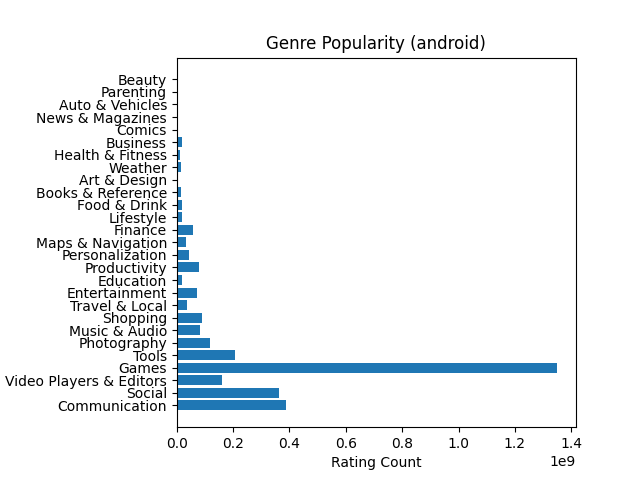 Genre Popularity (android)
Beauty
Parenting
Auto & Vehicles
News & Magazines
Comics
Business
Health & Fitness
Weather
Art & Design
Books & Reference
Food & Drink
Lifestyle
Finance
Maps & Navigation
Personalization
Productivity
Education
Entertainment
Travel & Local
Shopping
Music & Audio
Photography
Tools
Games
Video Players & Editors
Social
Communication
0.0 0.2 0.4 0.6 0.8 1.0 1.2 1.4
Rating Count 1e9